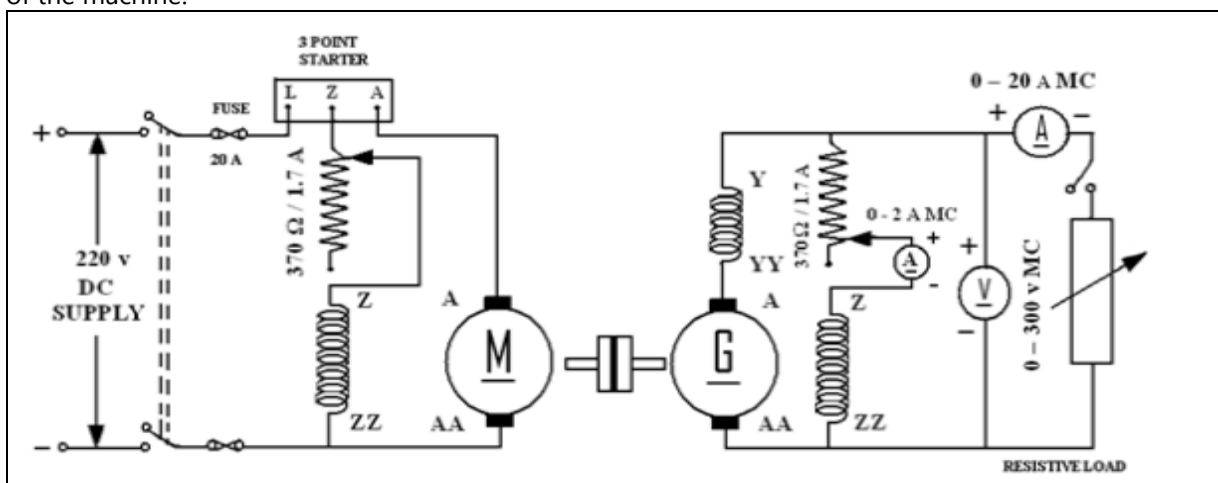 of the machine.
3 POINT
STARTER
L Z A
FUSE
20 A
+
220 v
DC
SUPPLY
-
370 Ω / 1.7 A
Z
ZZ
A
M
AA
Y
YY
A
G
AA
370Ω / 1.7 A
0 - 2 A MC
+
A
-
Z
ZZ
+
V
-
0 – 20 A MC
+ A -
0 – 300 v MC
RESISTIVE LOAD